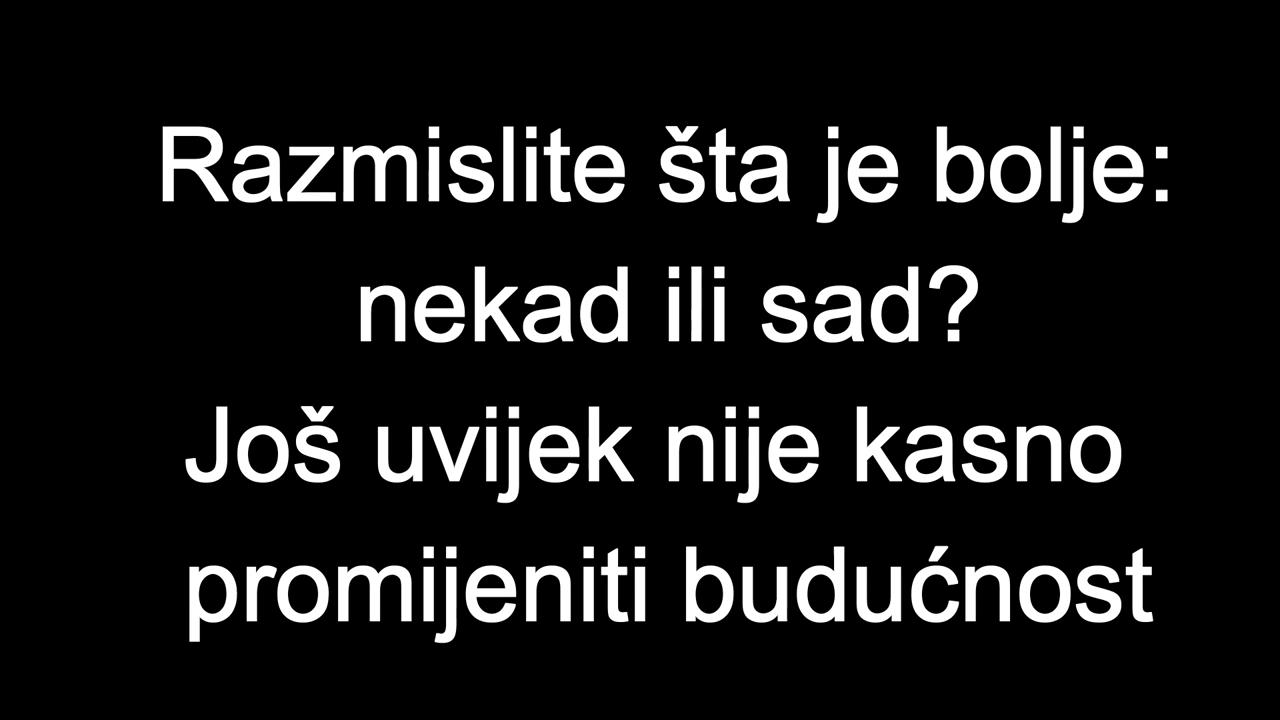 Razmislite šta je bolje:
nekad ili sad?
Još uvijek nije kasno
promijeniti budućnost